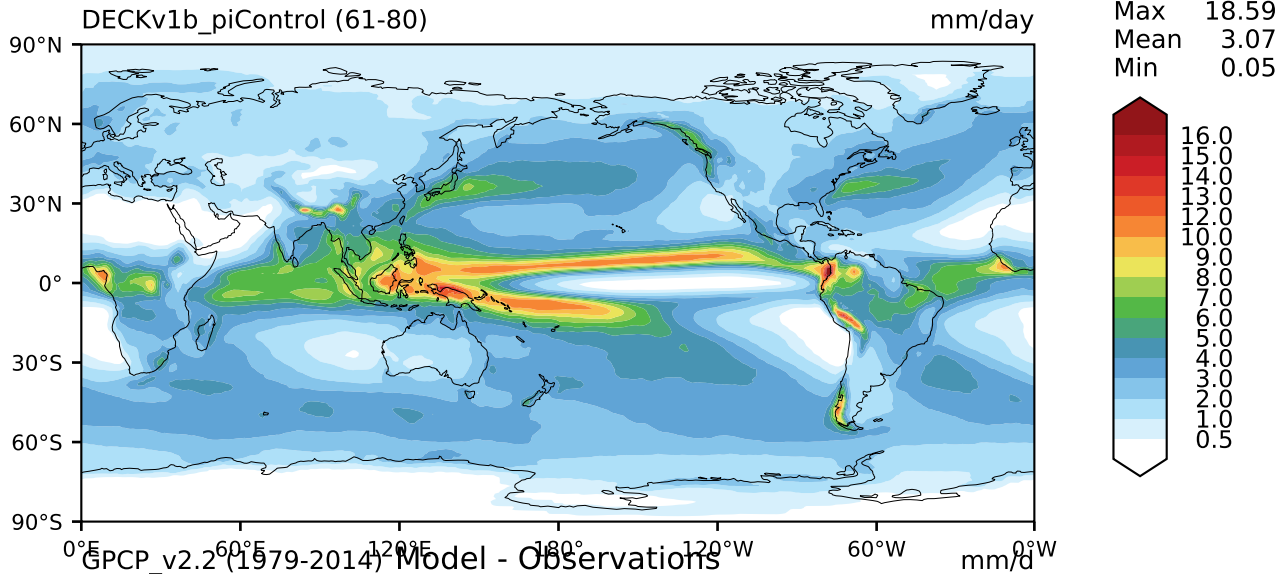 DECKv1b_piControl (61-80) mm/day
Max 18.59
Mean 3.07
Min 0.05
90°N
60°N
30°N
0°
30°S
60°S
90°S
16.0
15.0
14.0
13.0
12.0
10.0
9.0
8.0
7.0
6.0
5.0
4.0
3.0
2.0
1.0
0.5
0°E 60°E 120°E 180° 120°W 60°W 0°W
GPCP_v2.2 (1979-2014) Model - Observations mm/d